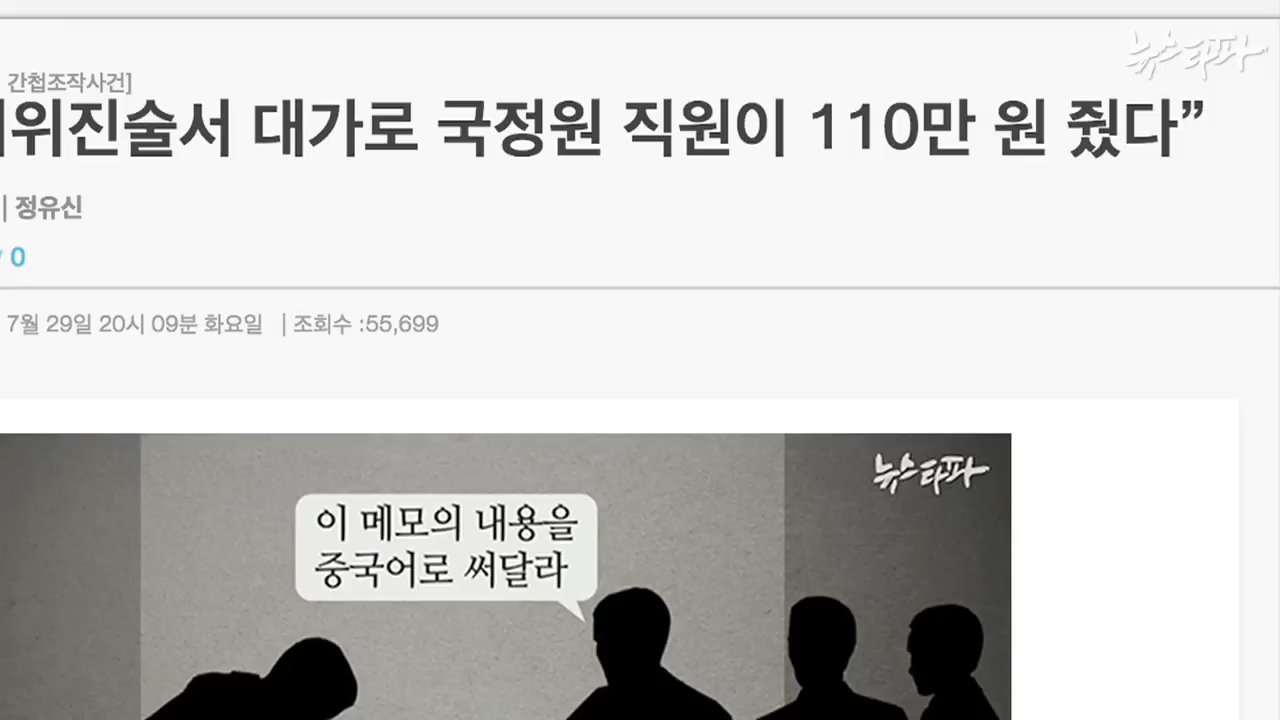 뉴스타파
간첩조작사건]
위진술서 대가로 국정원 직원이 110만 원 줬다”
| 정유신
0
7월 29일 20시 09분 화요일 | 조회수 :55,699
뉴스타파
이 메모의 내용을
중국어로 써달라